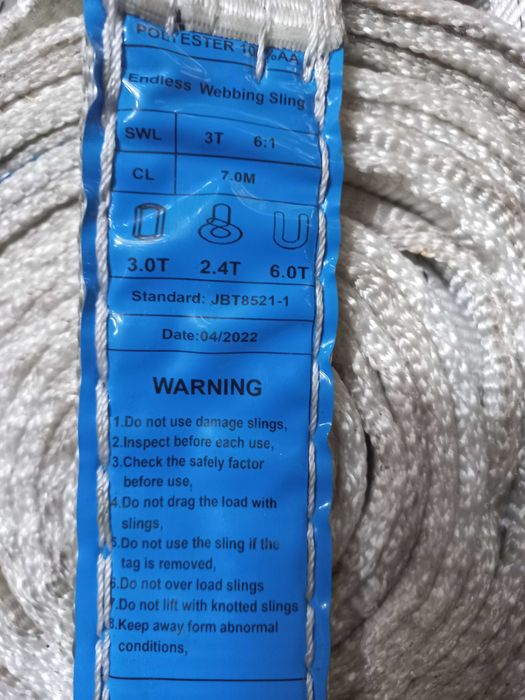 POLYESTER 100%AA
Endless Webbing Sling
SWL 3T 6:1
CL 7.0M
3.0T 2.4T 6.0T
Standard: JBT8521-1
Date:04/2022
WARNING
1.Do not use damage slings,
2.Inspect before each use,
3.Check the safely factor
before use,
4.Do not drag the load with
slings,
5.Do not use the sling if the
tag is removed,
6.Do not over load slings
7.Do not lift with knotted slings
8.Keep away form abnormal
conditions,